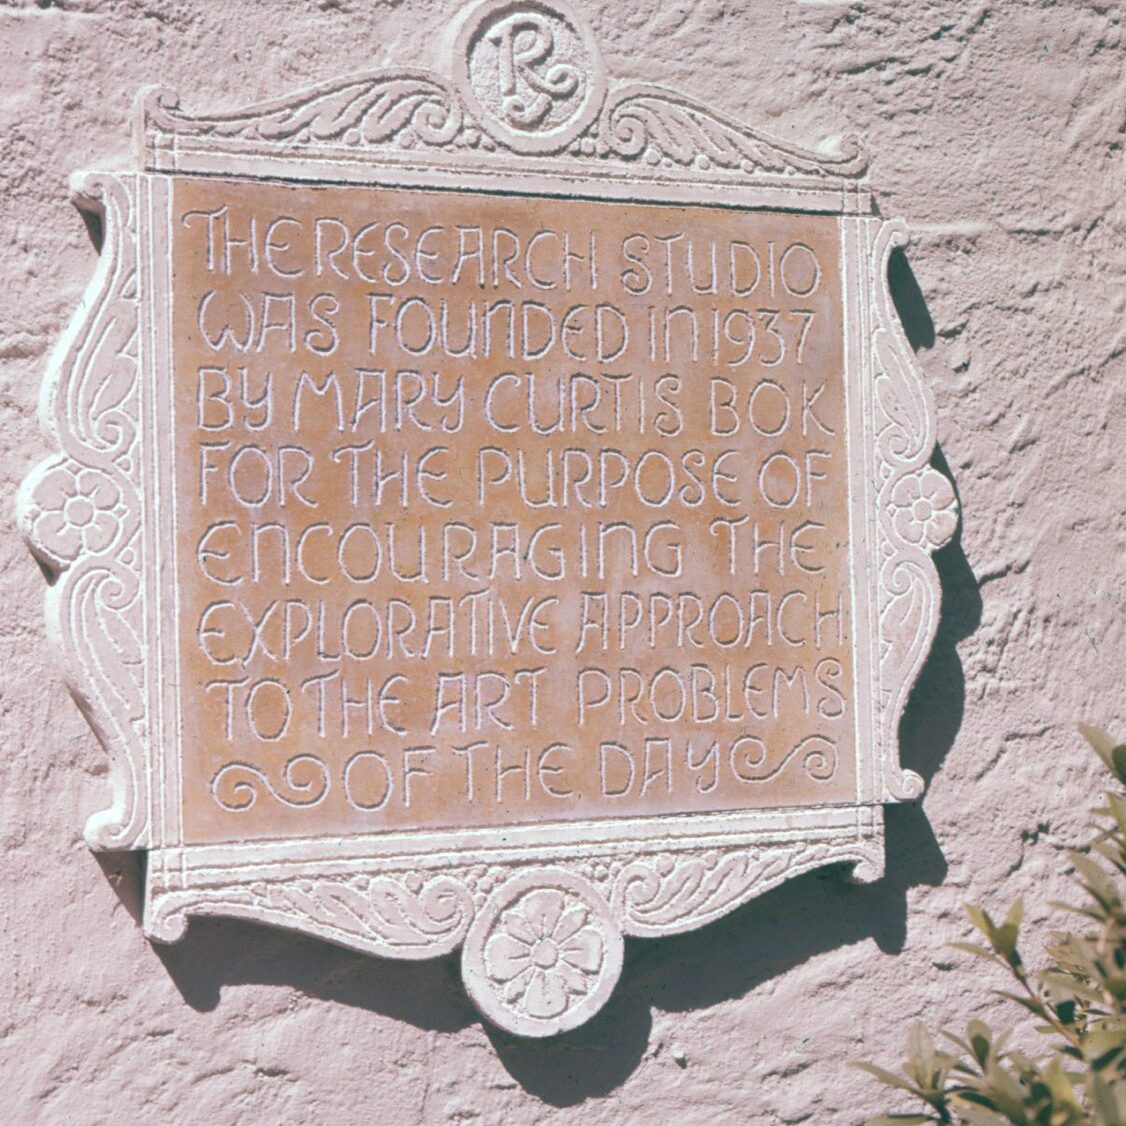 RS
THE RESEARCH STUDIO
WAS FOUNDED IN 1937
BY MARY CURTIS BOK
FOR THE PURPOSE OF
ENCOURAGING THE
EXPLORATIVE APPROACH
TO THE ART PROBLEMS
OF THE DAY